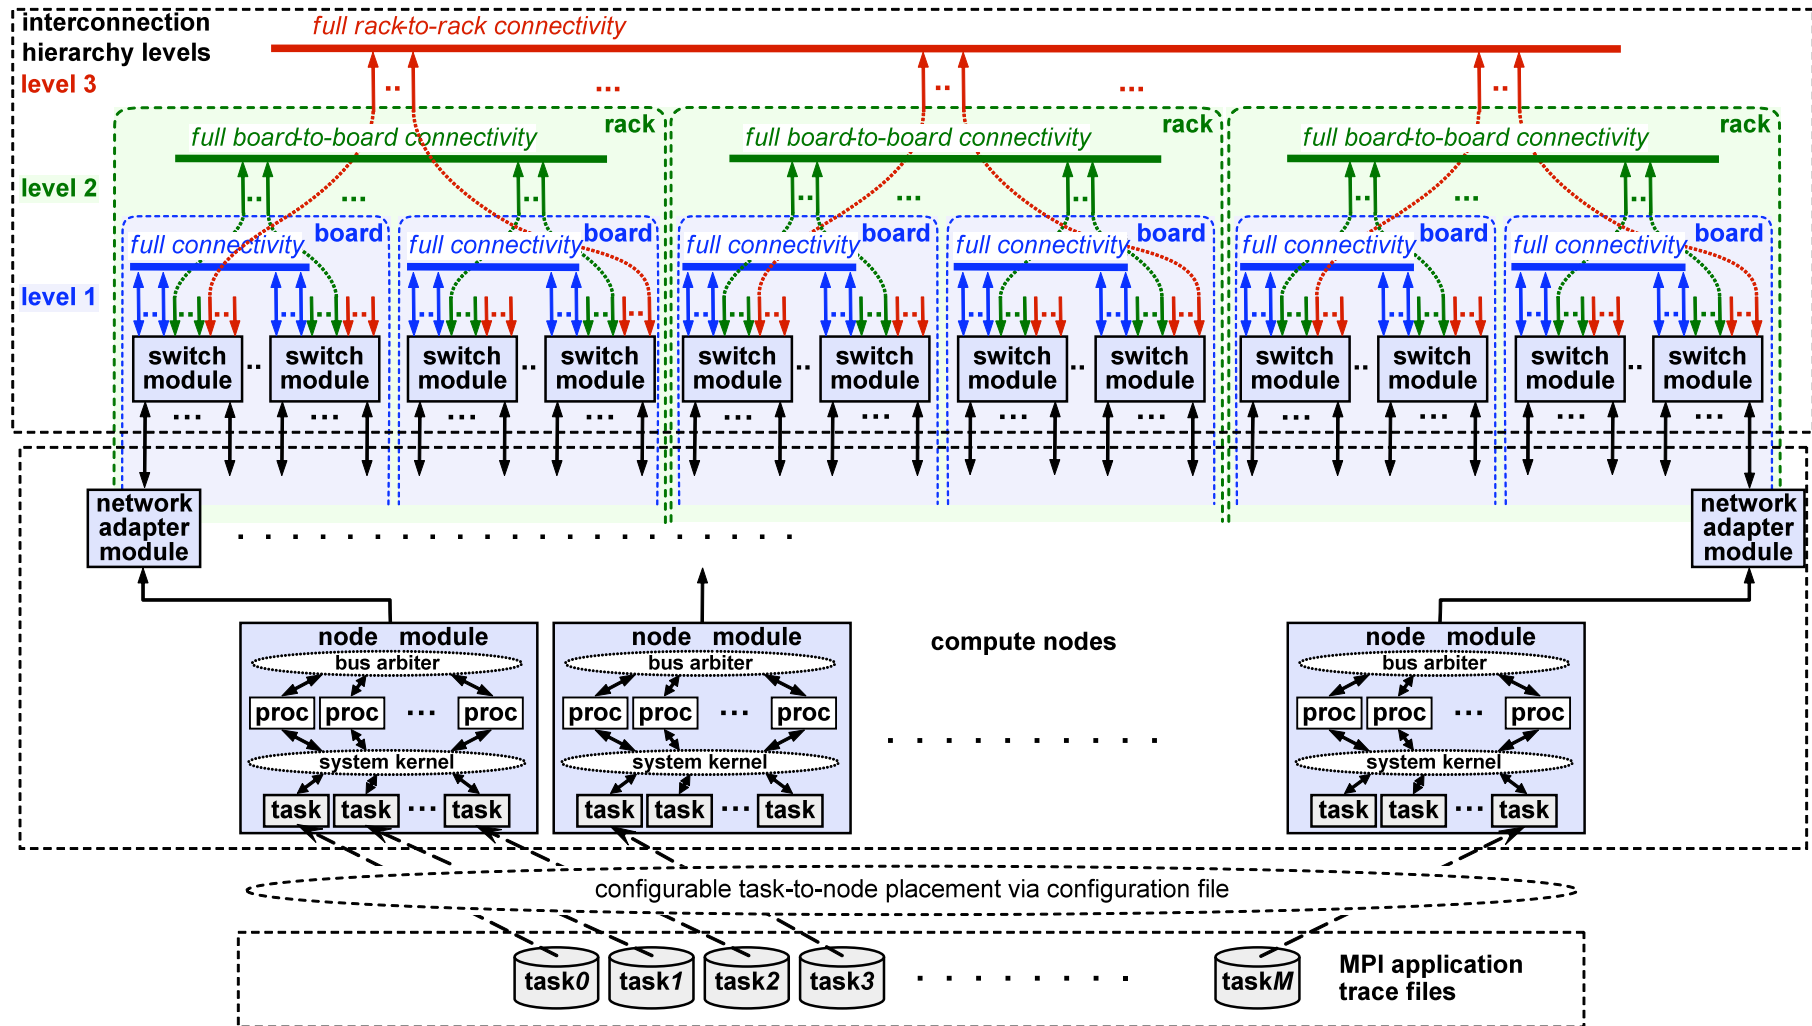 interconnection
hierarchy levels
full rack-to-rack connectivity
level 3
.. ... .. ... ..
rack rack rack
full board-to-board connectivity full board-to-board connectivity full board-to-board connectivity
level 2
.. ... .. .. ... .. .. ... ..
board board board board board board
full connectivity full connectivity full connectivity full connectivity full connectivity full connectivity
level 1
switch module .. switch module
switch module .. switch module
switch module .. switch module
switch module .. switch module
switch module .. switch module
switch module .. switch module
... ... ... ... ... ... ... ... ... ... ... ...
network
adapter
module
network
adapter
module
node module
bus arbiter
proc proc ... proc
system kernel
task task ... task
node module
bus arbiter
proc proc ... proc
system kernel
task task ... task
compute nodes
node module
bus arbiter
proc proc ... proc
system kernel
task task ... task
configurable task-to-node placement via configuration file
task0 task1 task2 task3 . . . . . . . . taskM
MPI application
trace files